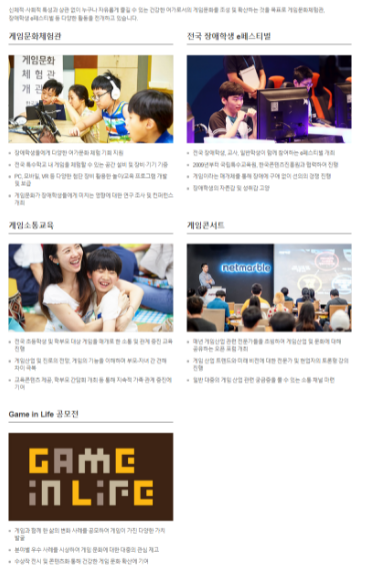 신체적 사회적 특성과 상관 없이 누구나 자유롭게 즐길 수 있는 건강한 여가로서의 게임문화를 조성 및 확산하는 것을 목표로 게임문화체험관,
장애학생 e페스티벌 등 다양한 활동을 전개하고 있습니다.
게임문화체험관
게임문화
체 험 관
개 관
장애학생들에게 다양한 여가문화 체험 기회 지원
전국 특수학교 내 게임을 체험할 수 있는 공간 설비 및 장비 기기 기증
PC, 모바일, VR 등 다양한 첨단 장비 활용한 놀이/교육 프로그램 개발
및 보급
게임문화가 장애학생들에게 미치는 영향에 대한 연구 조사 및 컨퍼런스
개최
전국 장애학생 e페스티벌
전국 장애학생, 교사, 일반학생이 함께 참여하는 e페스티벌 개최
2009년부터 국립특수교육원, 한국콘텐츠진흥원과 협력하여 진행
게임이라는 매개체를 통해 장애에 구애 없이 선의의 경쟁 진행
장애학생의 자존감 및 성취감 고양
게임소통교육
전국 초등학생 및 학부모 대상 게임을 매개로 한 소통 및 관계 증진 교육
진행
게임산업 및 진로의 전망, 게임의 기능을 이해하여 부모-자녀 간 견해
차이 극복
교육콘텐츠 제공, 학부모 간담회 개최 등 통해 지속적 가족 관계 증진에
기여
게임콘서트
netmarble
매년 게임산업 관련 전문가들을 초청하여 게임산업 및 문화에 대해
공유하는 오픈 포럼 개최
게임 산업 트렌드와 미래 비전에 대한 전문가 및 현업자의 토론형 강의
진행
일반 대중의 게임 산업 관련 궁금증을 풀 수 있는 소통 채널 마련
Game in Life 공모전
GAME
iN LiFE
게임과 함께 한 삶의 변화 사례를 공모하여 게임이 가진 다양한 가치
발굴
분야별 우수 사례를 시상하여 게임 문화에 대한 대중의 관심 제고
수상작 전시 및 콘텐츠화 통해 건강한 게임 문화 확산에 기여